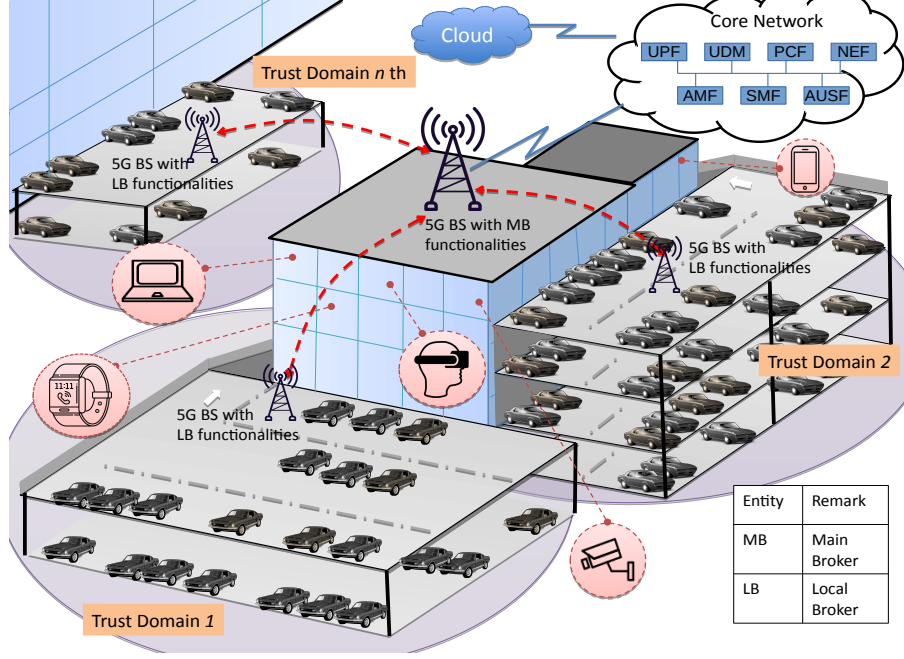 Core Network
Cloud
UPF
UDM
PCF
NEF
AMF
SMF
AUSF
Trust Domain n th
5G BS with
LB functionalities
5G BS with MB
functionalities
5G BS with
LB functionalities
Trust Domain 2
11:11
5G BS with
LB functionalities
Trust Domain 1
Entity Remark
MB Main
Broker
LB Local
Broker